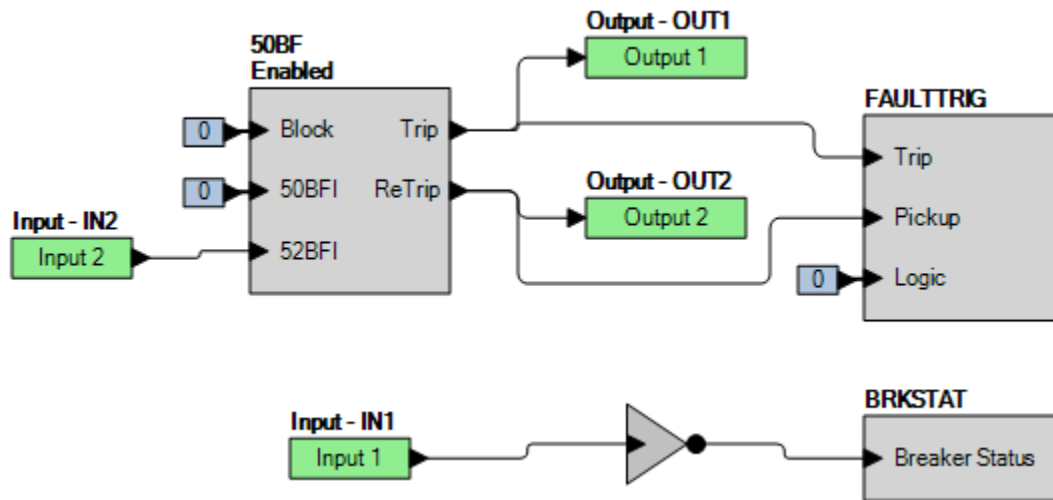 Output - OUT1
Output 1
50BF
Enabled
0
Block
Trip
0
50BFI
ReTrip
52BFI
Input - IN2
Input 2
Output - OUT2
Output 2
FAULTTRIG
Trip
Pickup
0
Logic
Input - IN1
Input 1
BRKSTAT
Breaker Status